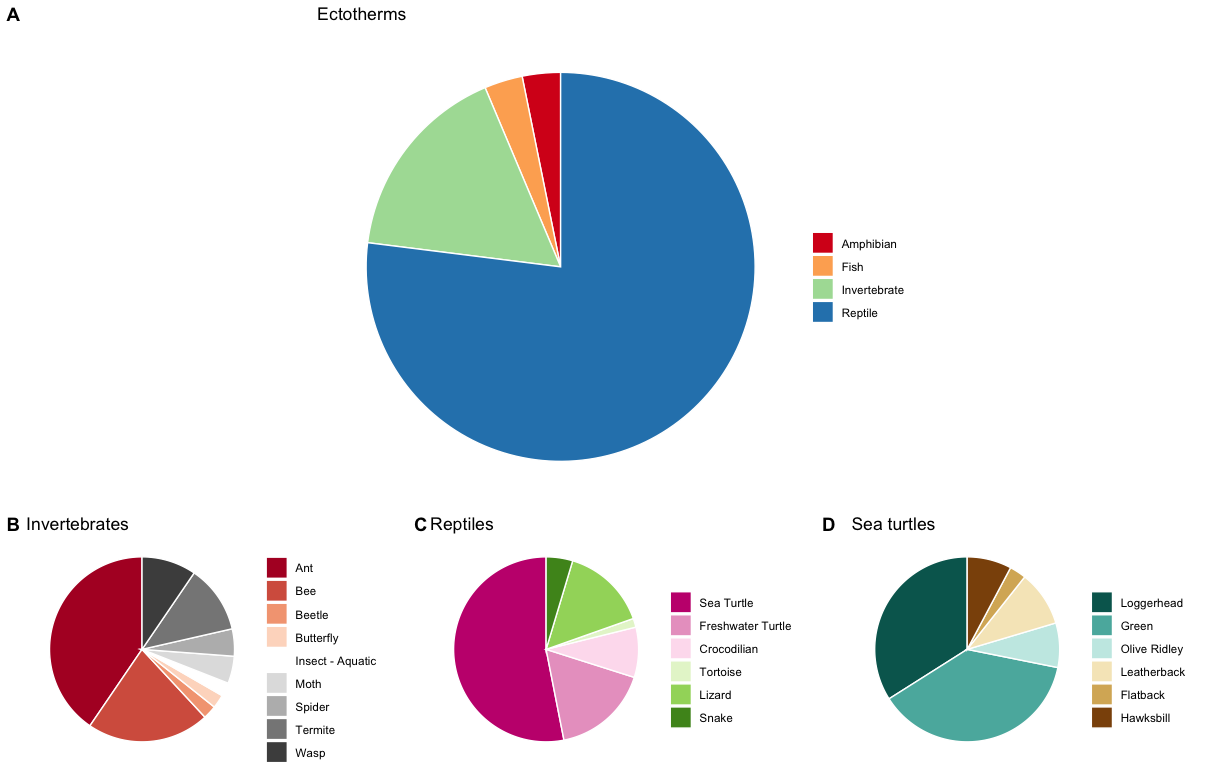 A
Ectotherms
Amphibian
Fish
Invertebrate
Reptile
B Invertebrates
Ant
Bee
Beetle
Butterfly
Insect - Aquatic
Moth
Spider
Termite
Wasp
C Reptiles
Sea Turtle
Freshwater Turtle
Crocodilian
Tortoise
Lizard
Snake
D Sea turtles
Loggerhead
Green
Olive Ridley
Leatherback
Flatback
Hawksbill